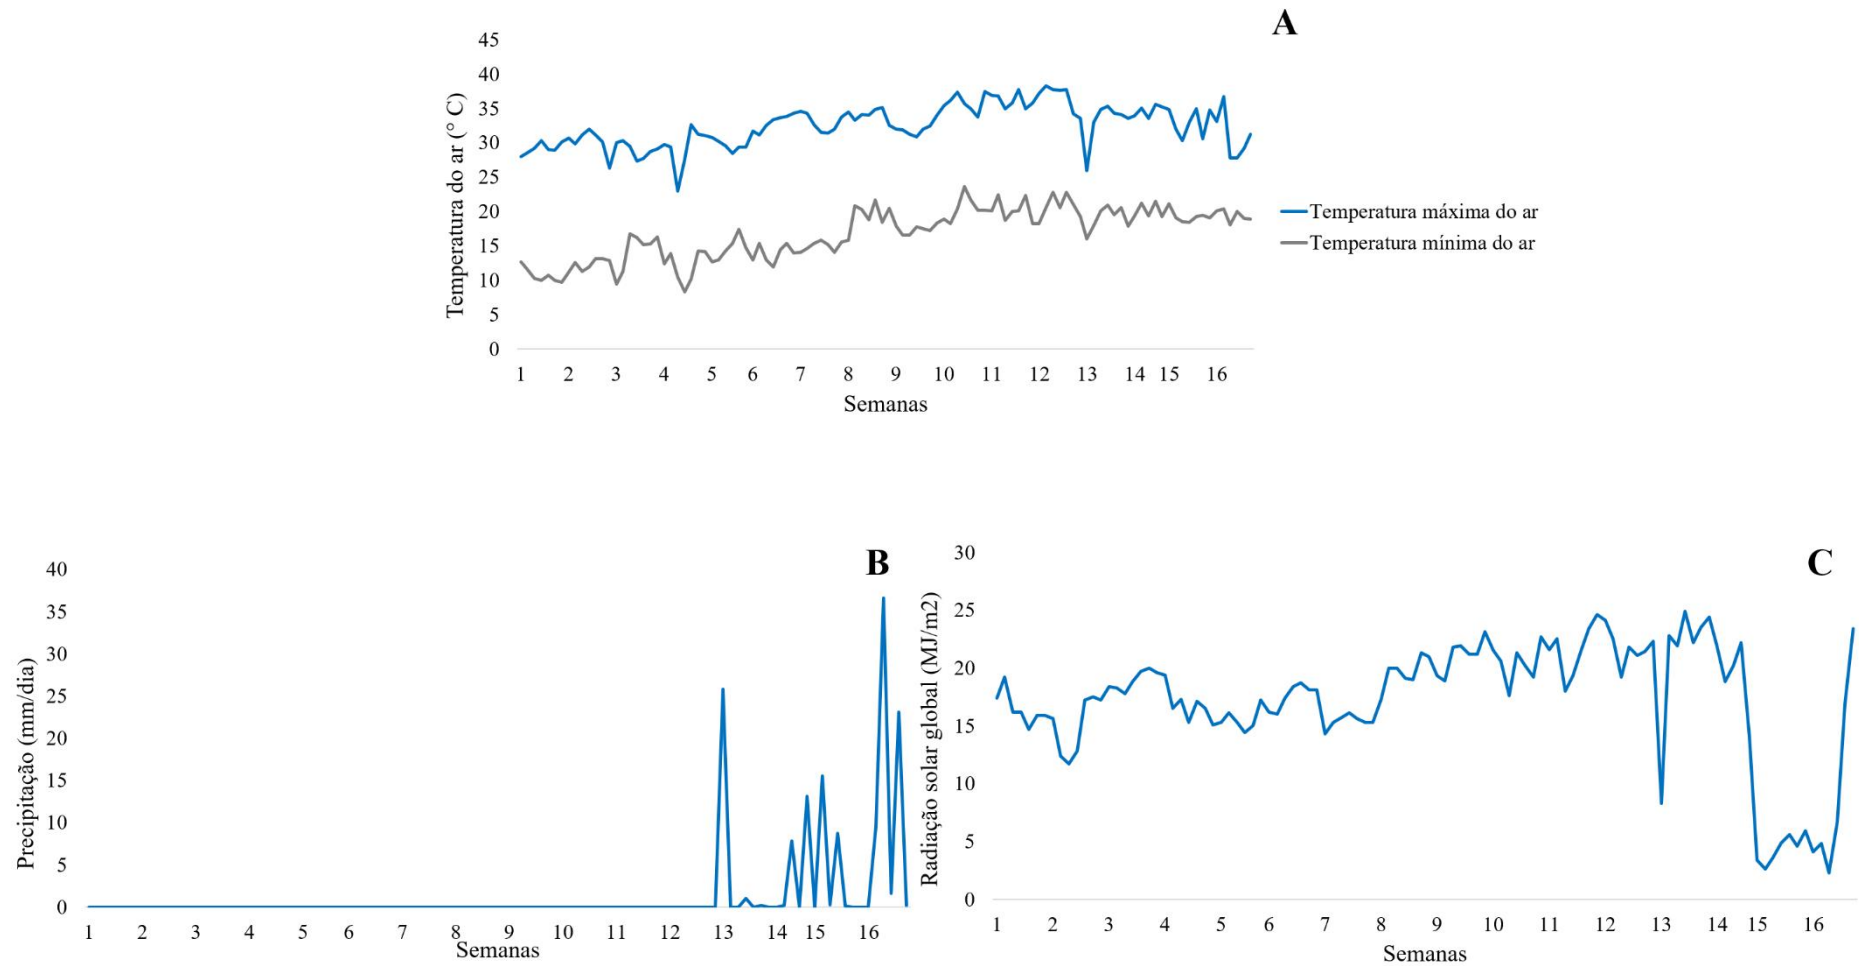 A
45
40
35
30
25
20
15
10
5
0
Temperatura do ar (° C)
1 2 3 4 5 6 7 8 9 10 11 12 13 14 15 16
Semanas
Temperatura máxima do ar
Temperatura mínima do ar
B
40
35
30
25
20
15
10
5
0
Precipitação (mm/dia)
1 2 3 4 5 6 7 8 9 10 11 12 13 14 15 16
Semanas
C
30
25
20
15
10
5
0
Radiação solar global (MJ/m2)
1 2 3 4 5 6 7 8 9 10 11 12 13 14 15 16
Semanas